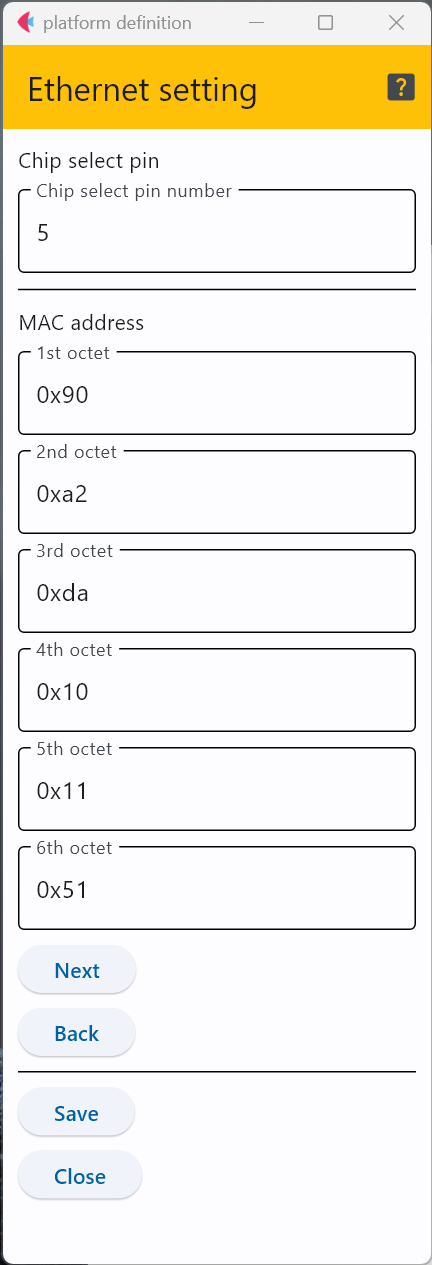 platform definition
Ethernet setting
?
Chip select pin
Chip select pin number
5
MAC address
1st octet
0x90
2nd octet
0xa2
3rd octet
0xda
4th octet
0x10
5th octet
0x11
6th octet
0x51
Next
Back
Save
Close